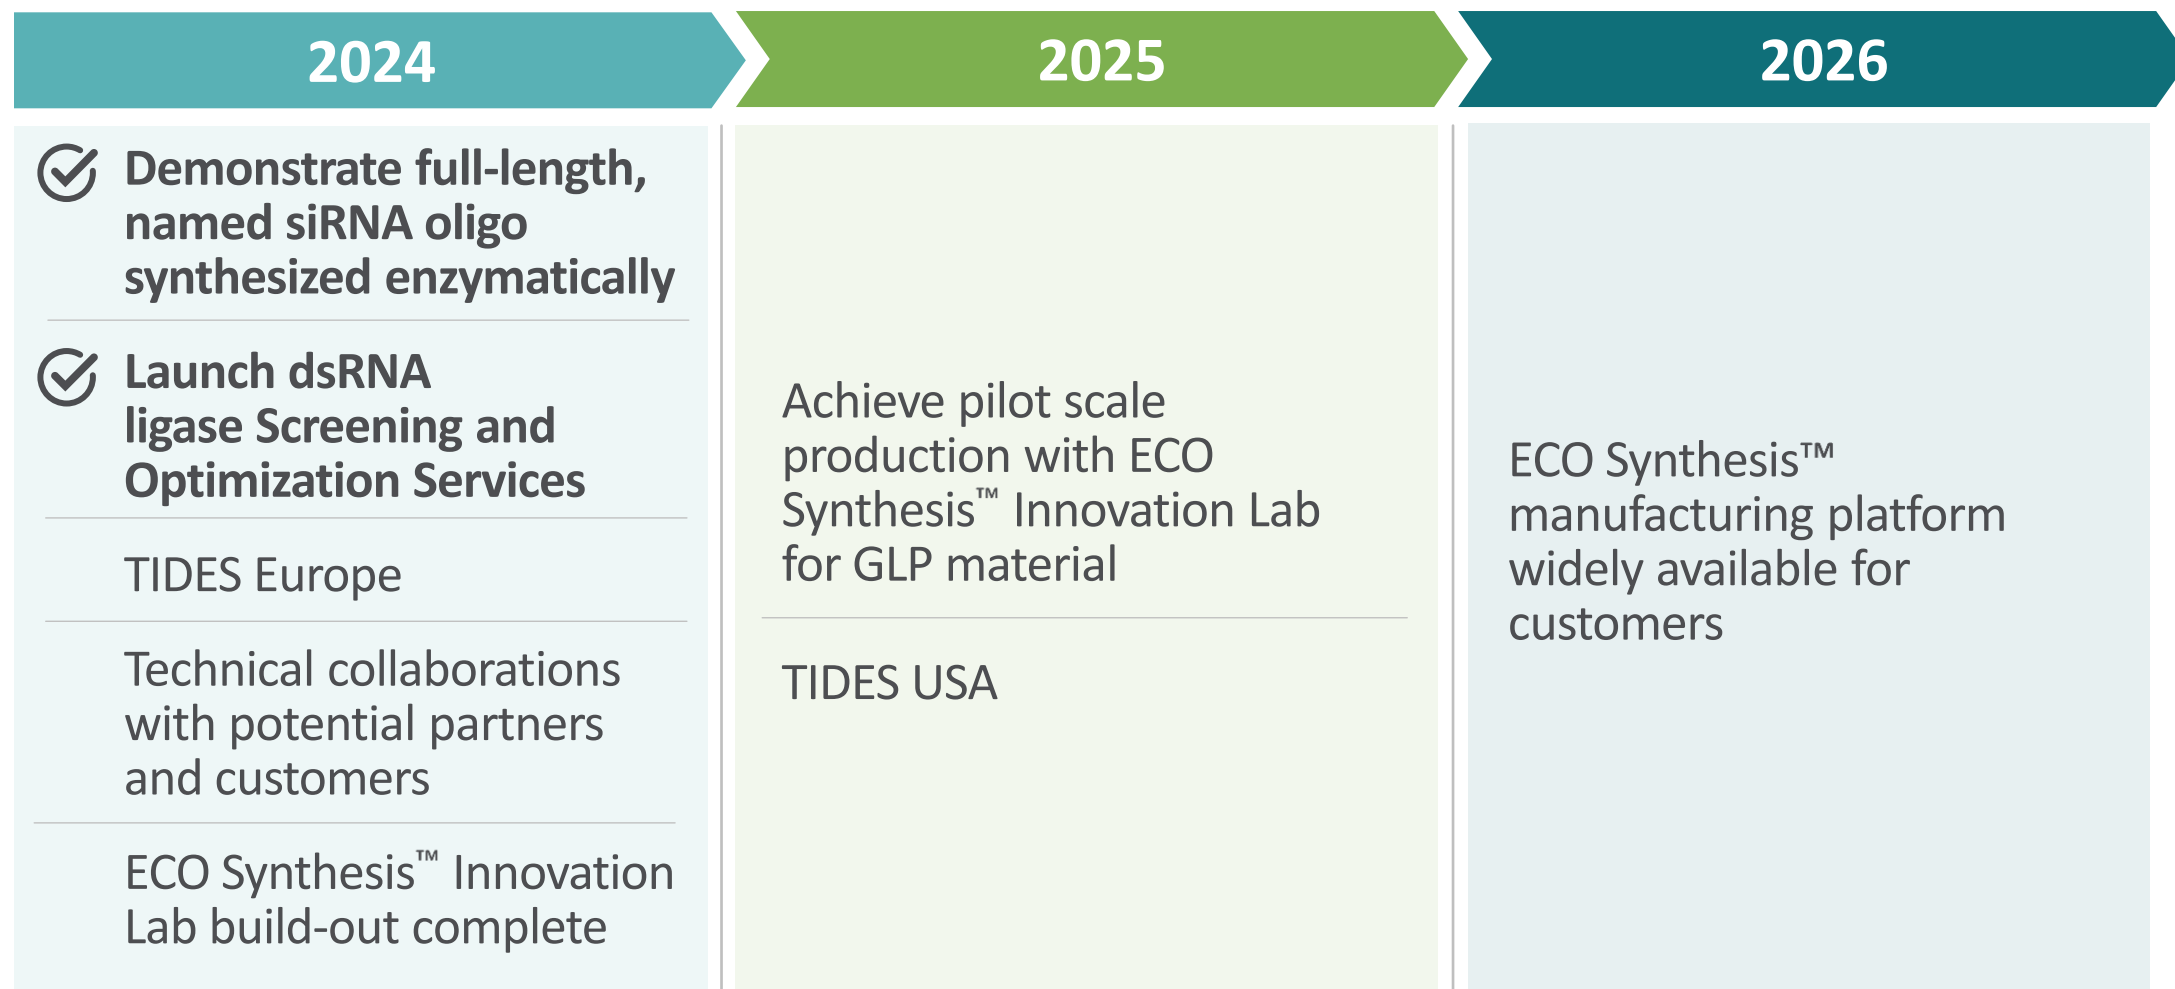 2024
Demonstrate full-length,
named siRNA oligo
synthesized enzymatically
Launch dsRNA
ligase Screening and
Optimization Services
TIDES Europe
Technical collaborations
with potential partners
and customers
ECO Synthesis™ Innovation
Lab build-out complete
2025
Achieve pilot scale
production with ECO
Synthesis™ Innovation Lab
for GLP material
TIDES USA
2026
ECO Synthesis™
manufacturing platform
widely available for
customers